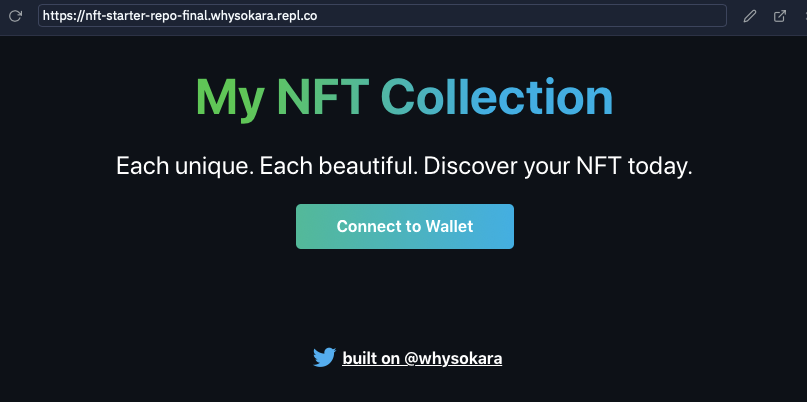 https://nft-starter-repo-final.whysokara.repl.co
My NFT Collection
Each unique. Each beautiful. Discover your NFT today.
Connect to Wallet
built on @whysokara